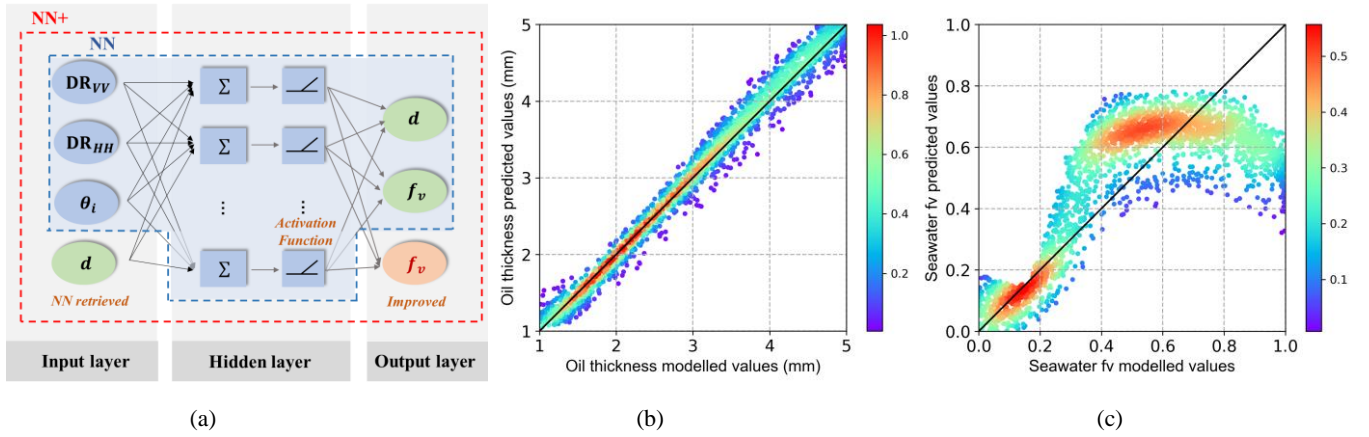 NN+
NN
DR_VV
DR_HH
θ_i
d
NN retrieved
Σ
Σ
⋮
⋮
Activation
Function
Σ
d
f_v
f_v
Improved
Input layer
Hidden layer
Output layer
(a)
Oil thickness predicted values (mm)
5
4
3
2
1
1
2
3
4
5
Oil thickness modelled values (mm)
1.0
0.8
0.6
0.4
0.2
(b)
Seawater fv predicted values
1.0
0.8
0.6
0.4
0.2
0.0
0.0
0.2
0.4
0.6
0.8
1.0
Seawater fv modelled values
0.5
0.4
0.3
0.2
0.1
(c)